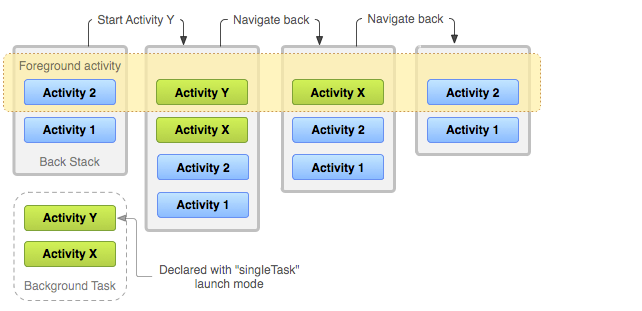 Start Activity Y
Navigate back
Navigate back
Foreground activity
Activity 2
Activity Y
Activity X
Activity 2
Activity 1
Activity X
Activity 2
Activity 1
Back Stack
Activity 2
Activity 1
Activity 1
Activity Y
Activity X
Background Task
Declared with "singleTask"
launch mode